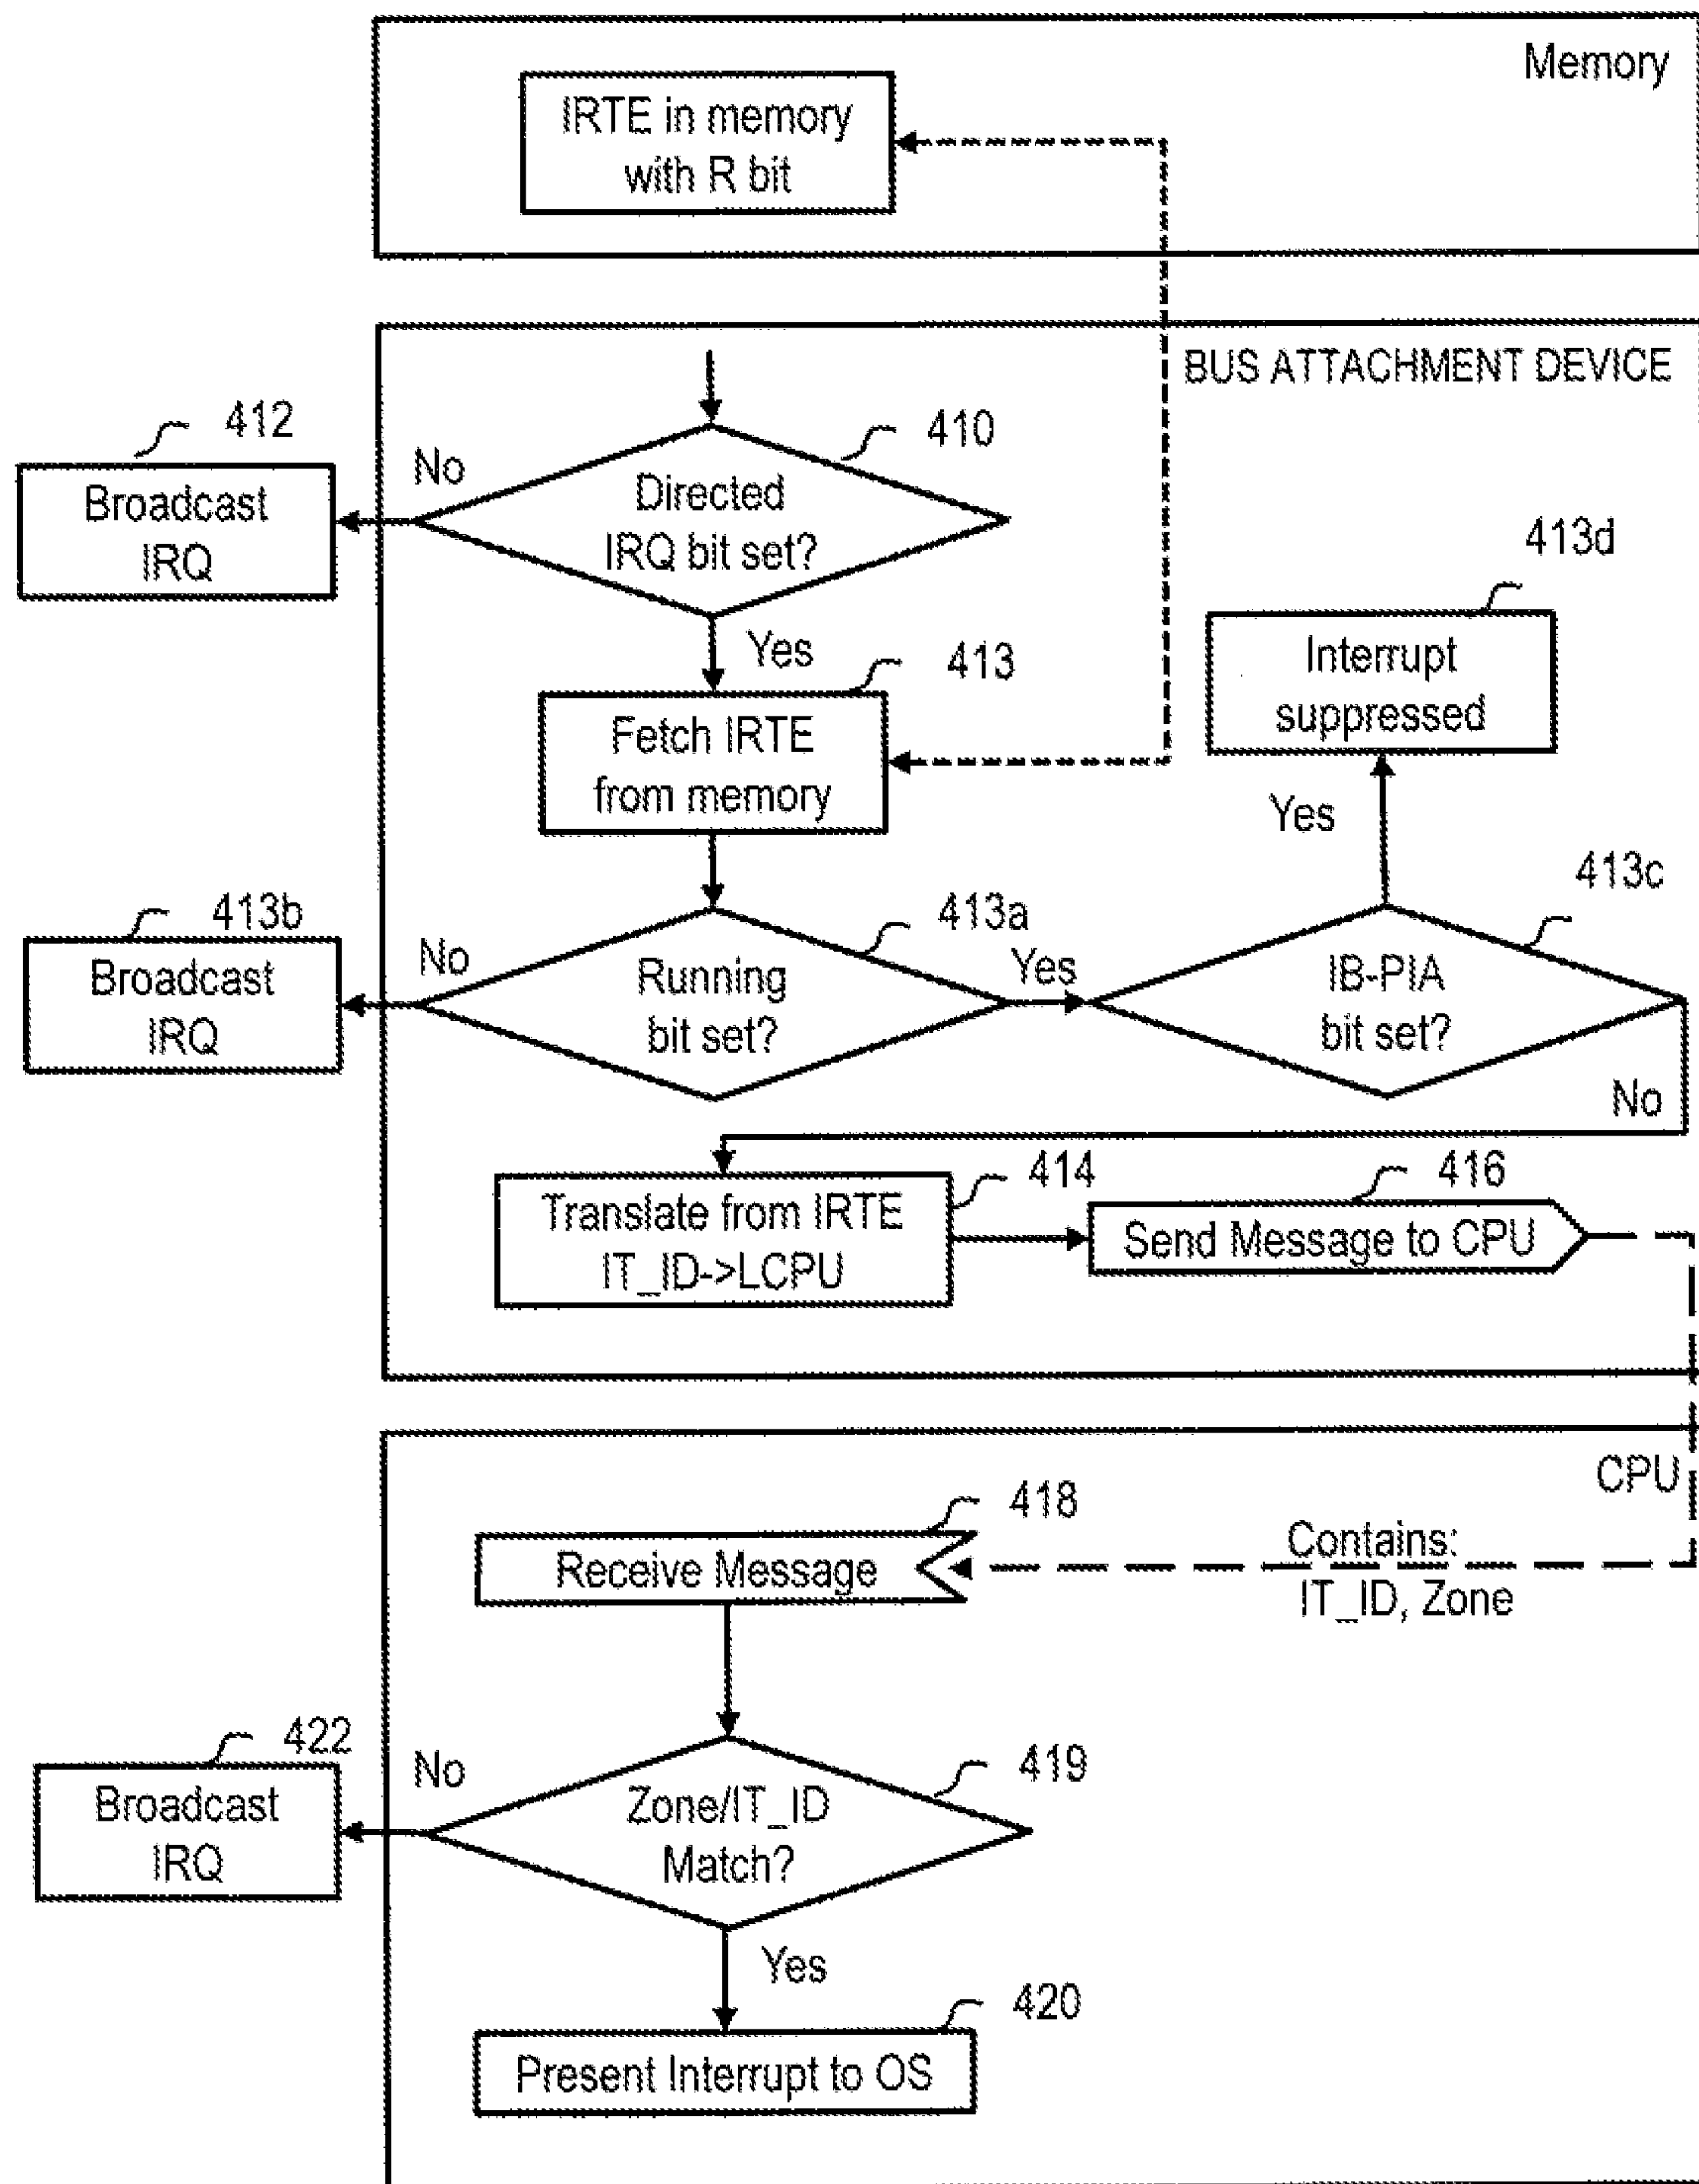 Memory
IRTE in memory
with R bit
BUS ATTACHMENT DEVICE
412
Broadcast
IRQ
No
410
Directed
IRQ bit set?
Yes
413
Fetch IRTE
from memory
413d
Interrupt
suppressed
Yes
413b
Broadcast
IRQ
No
413a
Running
bit set?
Yes
413c
IB-PIA
bit set?
No
414
Translate from IRTE
IT_ID->LCPU
416
Send Message to CPU
CPU
418
Receive Message
Contains:
IT_ID, Zone
422
Broadcast
IRQ
No
419
Zone/IT_ID
Match?
Yes
420
Present Interrupt to OS